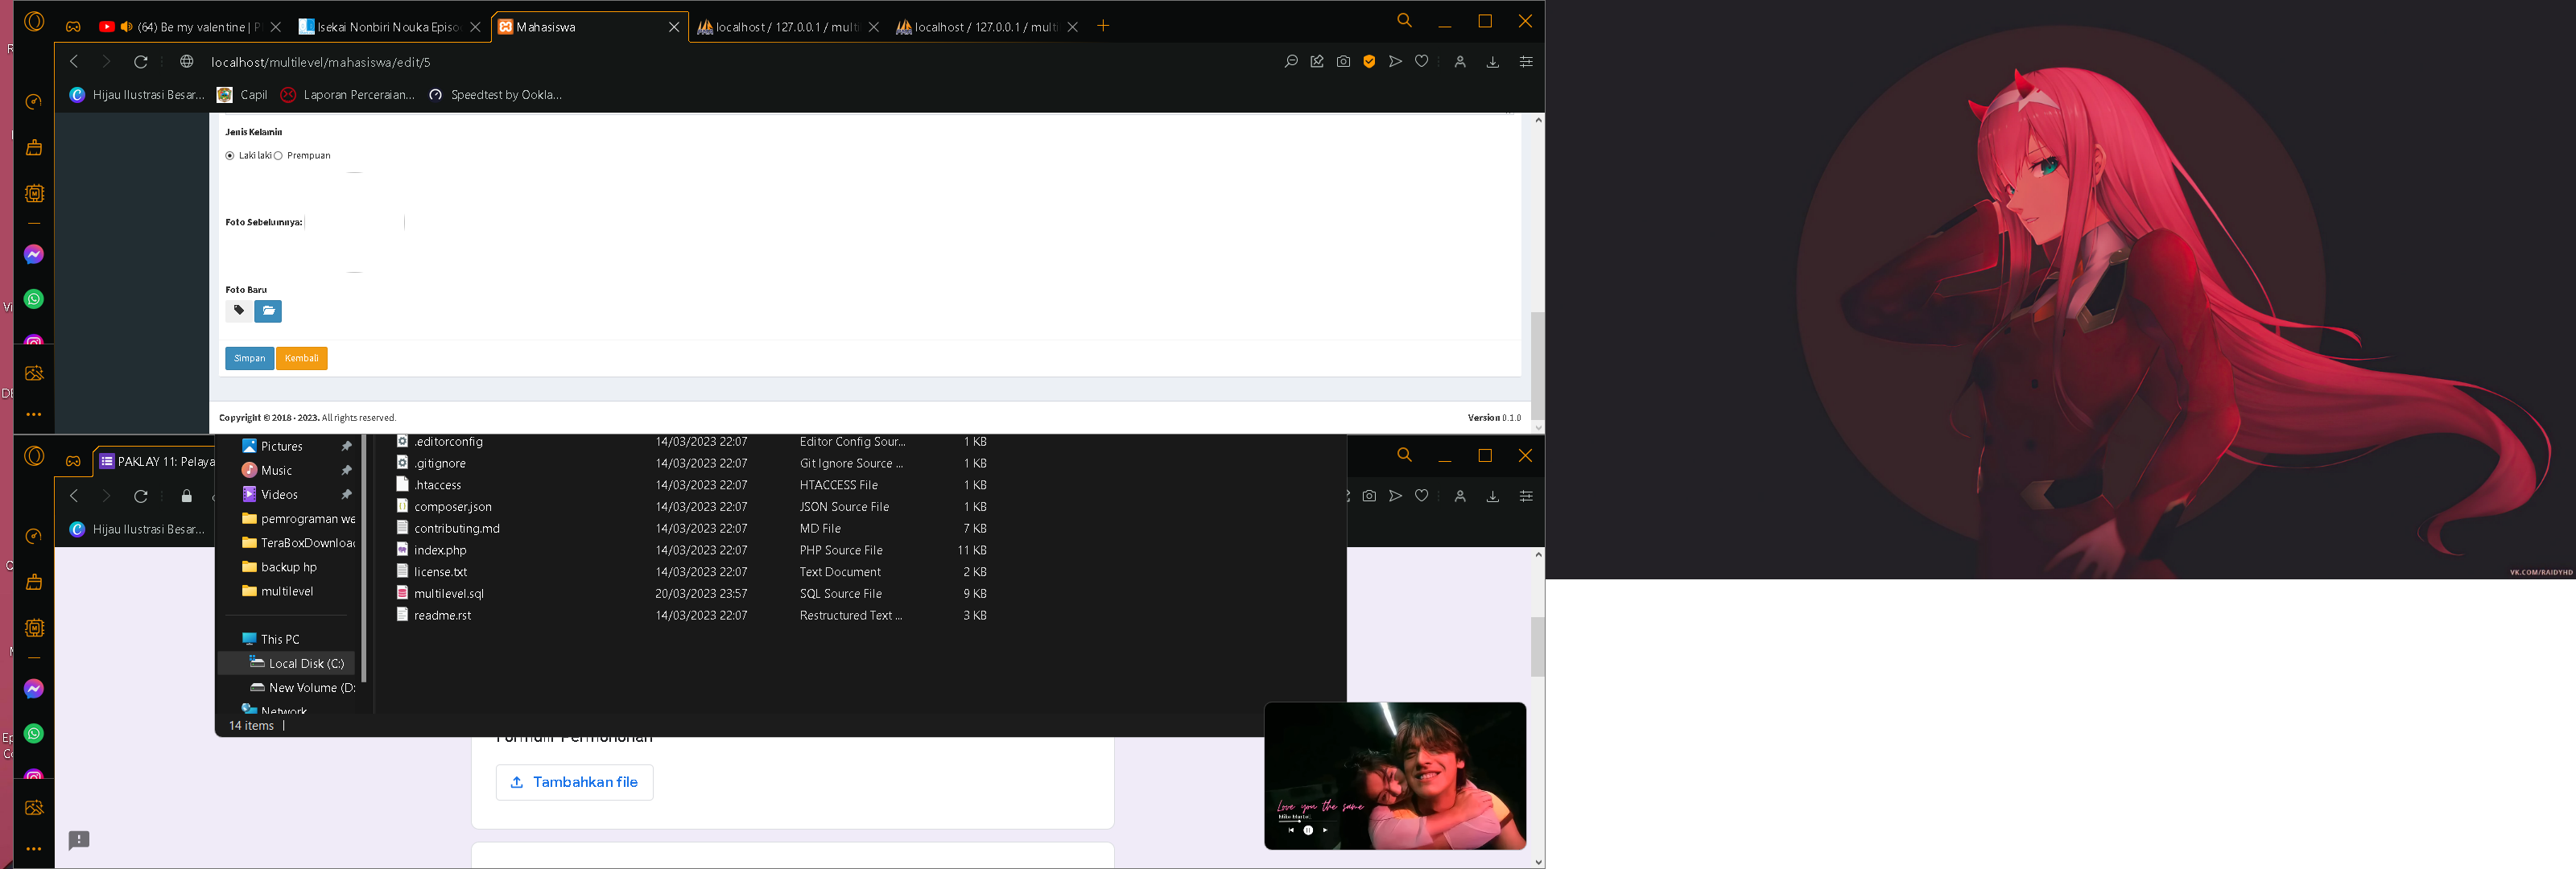 (64) Be my valentine | P
Isekai Nonbiri Nouka Episo
Mahasiswa
localhost / 127.0.0.1 / multi
localhost / 127.0.0.1 / multi
localhost/multilevel/mahasiswa/edit/5
Hijau Ilustrasi Besar...
Capil
Laporan Perceraian...
Speedtest by Ookla...
Jenis Kelamin
Laki laki
Prempuan
Foto Sebelumnya:
Foto Baru
Simpan
Kembali
Copyright © 2018 - 2023. All rights reserved.
Version 0.1.0
PAKLAY 11: Pelaya
Hijau Ilustrasi Besar...
Pictures
Music
Videos
pemrograman we
TeraBoxDownloac
backup hp
multilevel
This PC
Local Disk (C:)
New Volume (D:
Network
14 items
.editorconfig 14/03/2023 22:07 Editor Config Sour... 1 KB
.gitignore 14/03/2023 22:07 Git Ignore Source ... 1 KB
.htaccess 14/03/2023 22:07 HTACCESS File 1 KB
composer.json 14/03/2023 22:07 JSON Source File 1 KB
contributing.md 14/03/2023 22:07 MD File 7 KB
index.php 14/03/2023 22:07 PHP Source File 11 KB
license.txt 14/03/2023 22:07 Text Document 2 KB
multilevel.sql 20/03/2023 23:57 SQL Source File 9 KB
readme.rst 14/03/2023 22:07 Restructured Text ... 3 KB
Formulir Permohonan
Tambahkan file
Love you the same
VK.COM/RAIDYHD